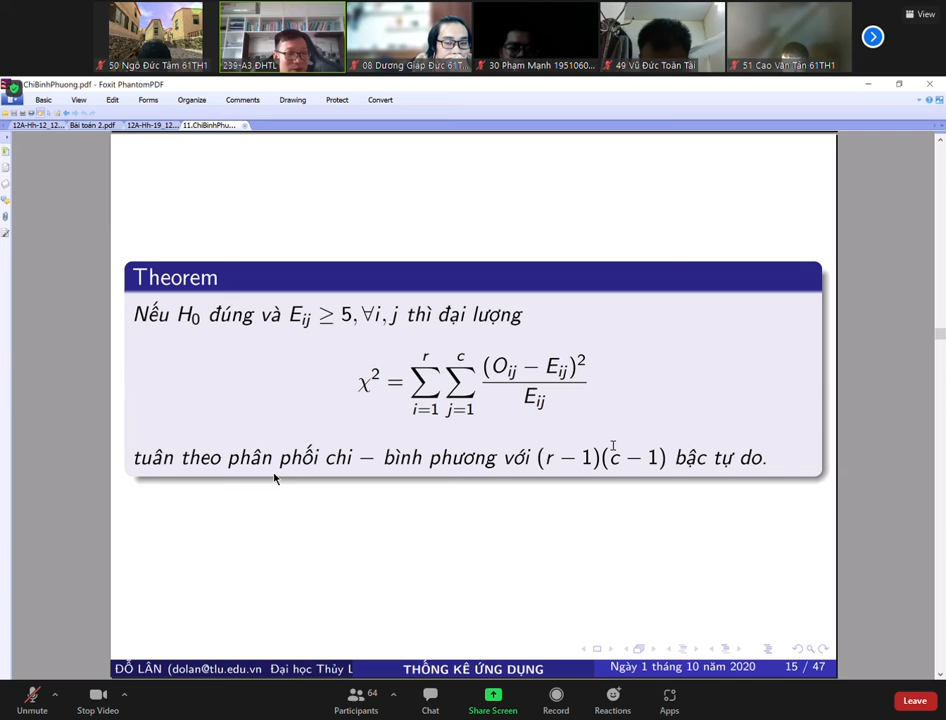 View
50 Ngô Đức Tâm 61TH1
239-A3 ĐHTL
08 Dương Giáp Đức 61T...
30 Phạm Mạnh 1951060...
49 Vũ Đức Toàn Tài
51 Cao Văn Tấn 61TH1
ChiBinhPhuong.pdf - Foxit PhantomPDF
Basic View Edit Forms Organize Comments Drawing Protect Convert
12A-Hh-12_12... Bài toán 2.pdf 12A-Hh-19_12... 11.ChiBinhPhu...
Theorem
Nếu H₀ đúng và Eᵢⱼ ≥ 5, ∀i, j thì đại lượng
χ² = ∑_{i=1}^{r} ∑_{j=1}^{c} (Oᵢⱼ − Eᵢⱼ)² / Eᵢⱼ
tuân theo phân phối chi − bình phương với (r − 1)(c − 1) bậc tự do.
ĐỖ LÂN (dolan@tlu.edu.vn Đại học Thủy L THỐNG KÊ ỨNG DỤNG Ngày 1 tháng 10 năm 2020 15 / 47
64
Unmute Stop Video Participants Chat Share Screen Record Reactions Apps Leave